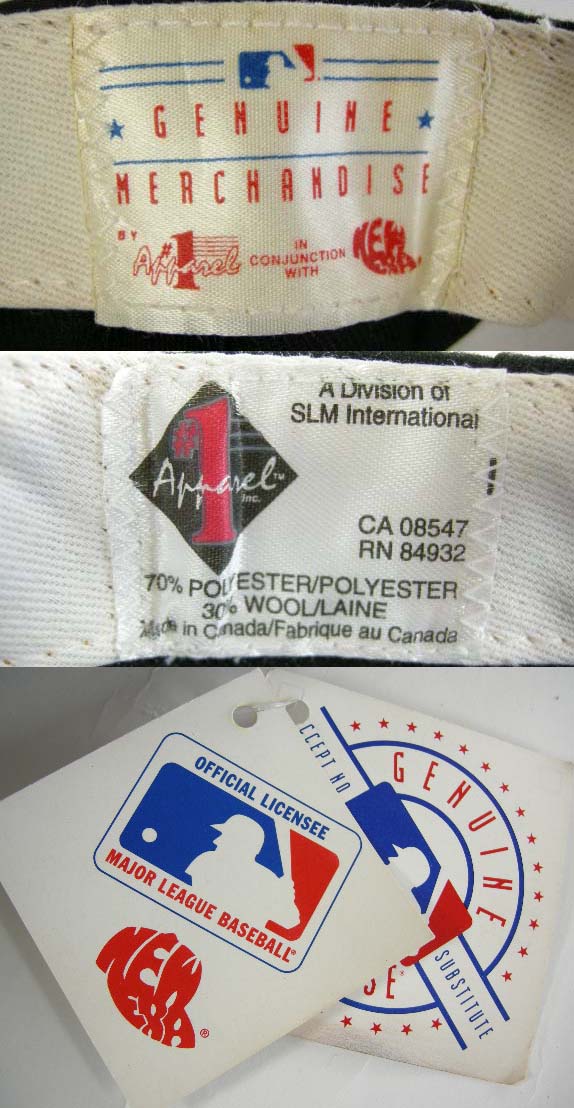 GENUINE
MERCHANDISE
BY
#1
Apparel
IN
CONJUNCTION
WITH
NEW
ERA
#1
Apparel™
Inc.
A Division of
SLM International
CA 08547
RN 84932
70% POLYESTER/POLYESTER
30% WOOL/LAINE
Made in Canada/Fabrique au Canada
OFFICIAL LICENSEE
MAJOR LEAGUE BASEBALL®
NEW
ERA®
CCEPT NO
GENUINE
SE®
SUBSTITUTE